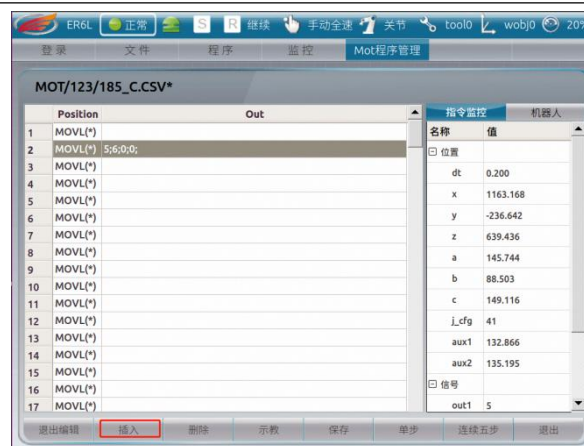 ER6L 正常 S R 继续 手动全速 关节 tool0 wobj0 20%
登录 文件 程序 监控 Mot程序管理
MOT/123/185_C.CSV*
Position Out
1 MOVL(*)
2 MOVL(*) 5;6;0;0;
3 MOVL(*)
4 MOVL(*)
5 MOVL(*)
6 MOVL(*)
7 MOVL(*)
8 MOVL(*)
9 MOVL(*)
10 MOVL(*)
11 MOVL(*)
12 MOVL(*)
13 MOVL(*)
14 MOVL(*)
15 MOVL(*)
16 MOVL(*)
17 MOVL(*)
指令监控 机器人
名称 值
位置
dt 0.200
x 1163.168
y -236.642
z 639.436
a 145.744
b 88.503
c 149.116
j_cfg 41
aux1 132.866
aux2 135.195
信号
out1 5
退出编辑 插入 删除 示教 保存 单步 连续五步 退出